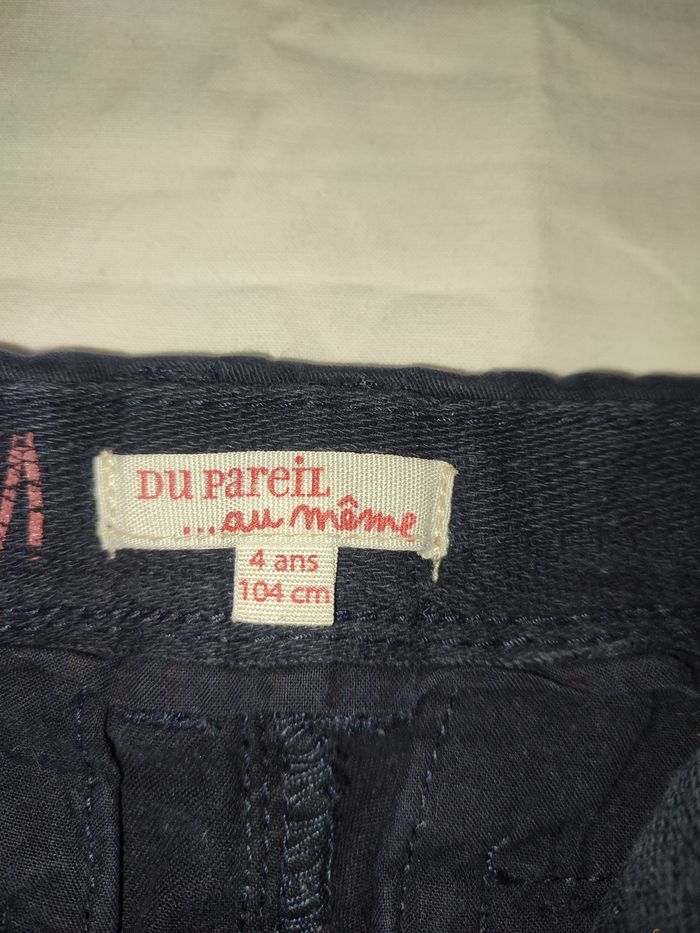 Du pareil
...au même
4 ans
104 cm